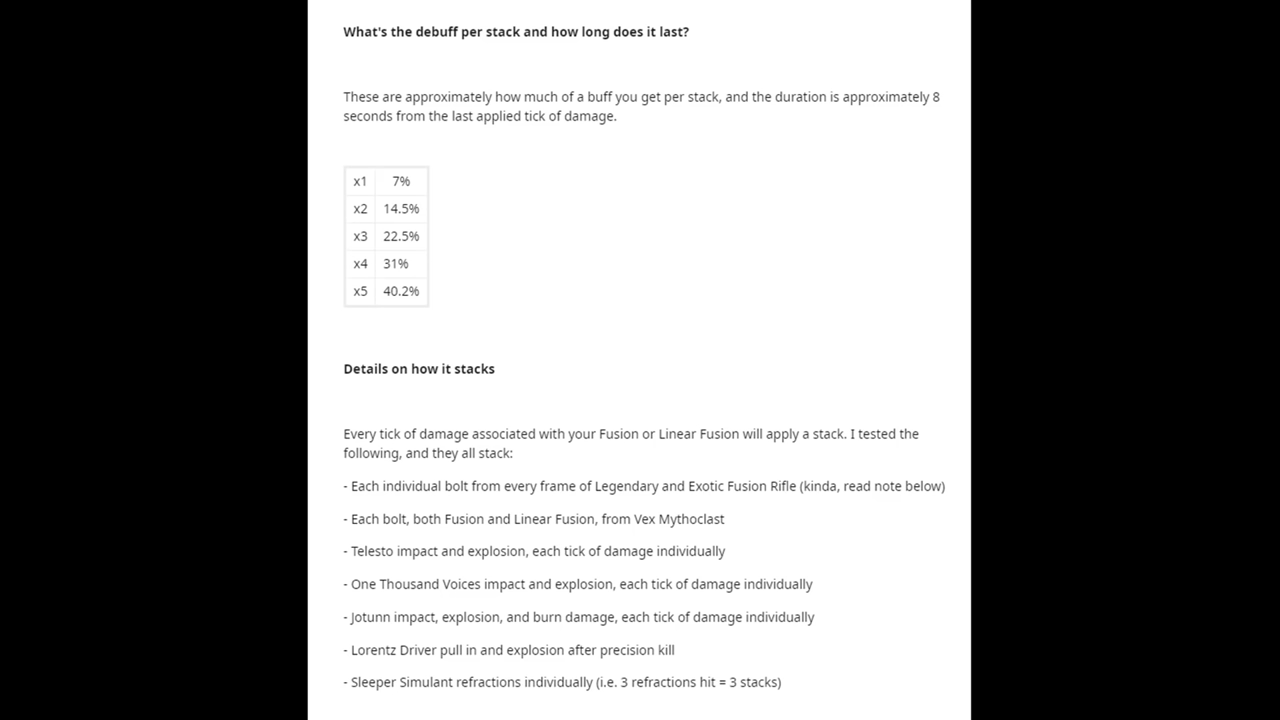 What's the debuff per stack and how long does it last?
These are approximately how much of a buff you get per stack, and the duration is approximately 8
seconds from the last applied tick of damage.
x1 7%
x2 14.5%
x3 22.5%
x4 31%
x5 40.2%
Details on how it stacks
Every tick of damage associated with your Fusion or Linear Fusion will apply a stack. I tested the
following, and they all stack:
- Each individual bolt from every frame of Legendary and Exotic Fusion Rifle (kinda, read note below)
- Each bolt, both Fusion and Linear Fusion, from Vex Mythoclast
- Telesto impact and explosion, each tick of damage individually
- One Thousand Voices impact and explosion, each tick of damage individually
- Jotunn impact, explosion, and burn damage, each tick of damage individually
- Lorentz Driver pull in and explosion after precision kill
- Sleeper Simulant refractions individually (i.e. 3 refractions hit = 3 stacks)